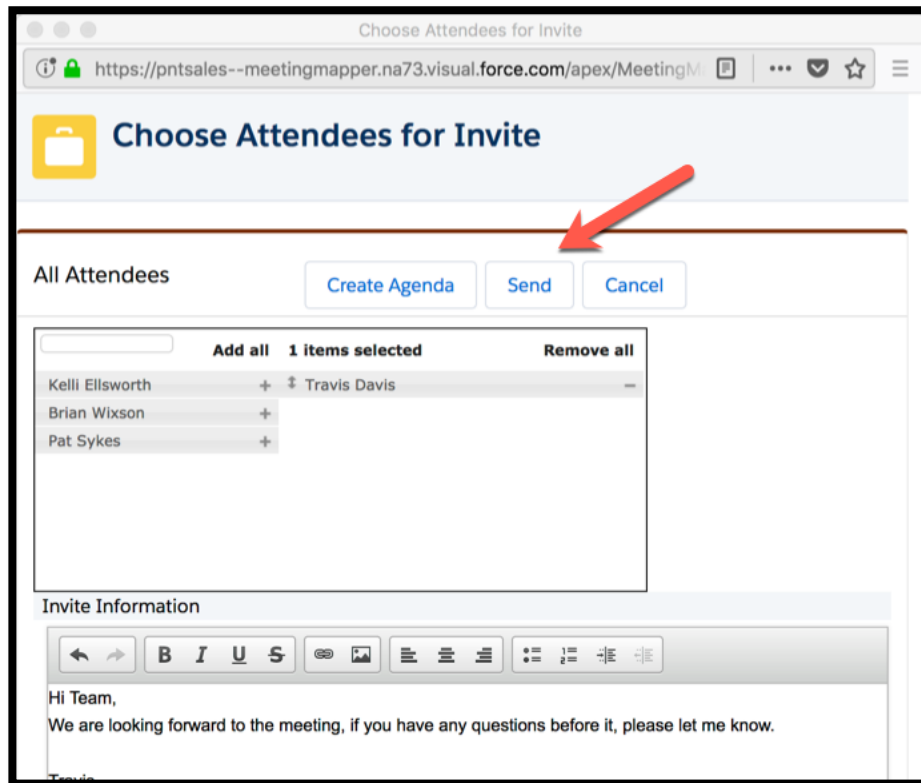 Choose Attendees for Invite
https://pntsales--meetingmapper.na73.visual.force.com/apex/MeetingM
Choose Attendees for Invite
All Attendees
Create Agenda Send Cancel
Add all 1 items selected Remove all
Kelli Ellsworth + Travis Davis −
Brian Wixson +
Pat Sykes +
Invite Information
B I U S
Hi Team,
We are looking forward to the meeting, if you have any questions before it, please let me know.
Travis